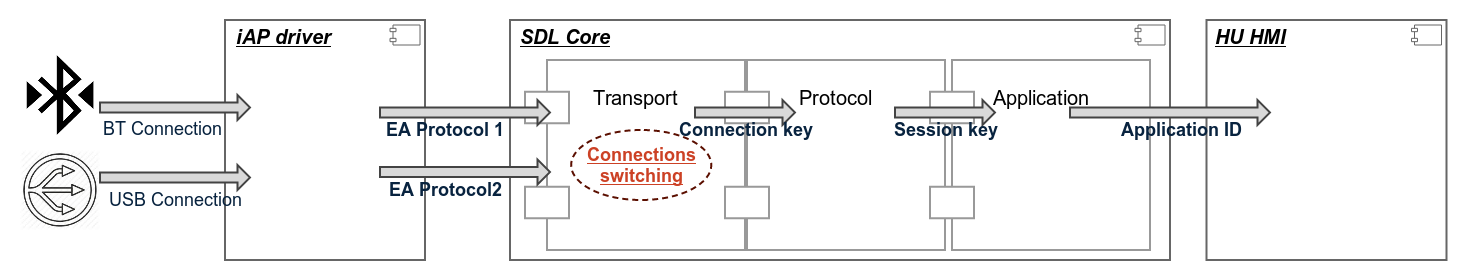 iAP driver
SDL Core
HU HMI
Transport
Protocol
Application
BT Connection
EA Protocol 1
Connection key
Session key
Application ID
Connections
switching
USB Connection
EA Protocol2